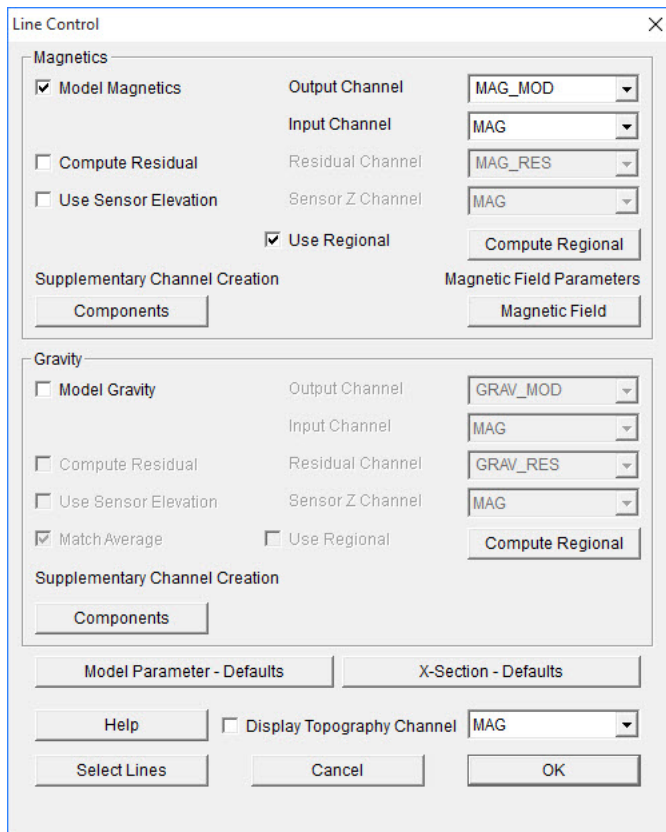 Line Control
Magnetics
Model Magnetics Output Channel MAG_MOD
Input Channel MAG
Compute Residual Residual Channel MAG_RES
Use Sensor Elevation Sensor Z Channel MAG
Use Regional Compute Regional
Supplementary Channel Creation Magnetic Field Parameters
Components Magnetic Field
Gravity
Model Gravity Output Channel GRAV_MOD
Input Channel MAG
Compute Residual Residual Channel GRAV_RES
Use Sensor Elevation Sensor Z Channel MAG
Match Average Use Regional Compute Regional
Supplementary Channel Creation
Components
Model Parameter - Defaults X-Section - Defaults
Help Display Topography Channel MAG
Select Lines Cancel OK